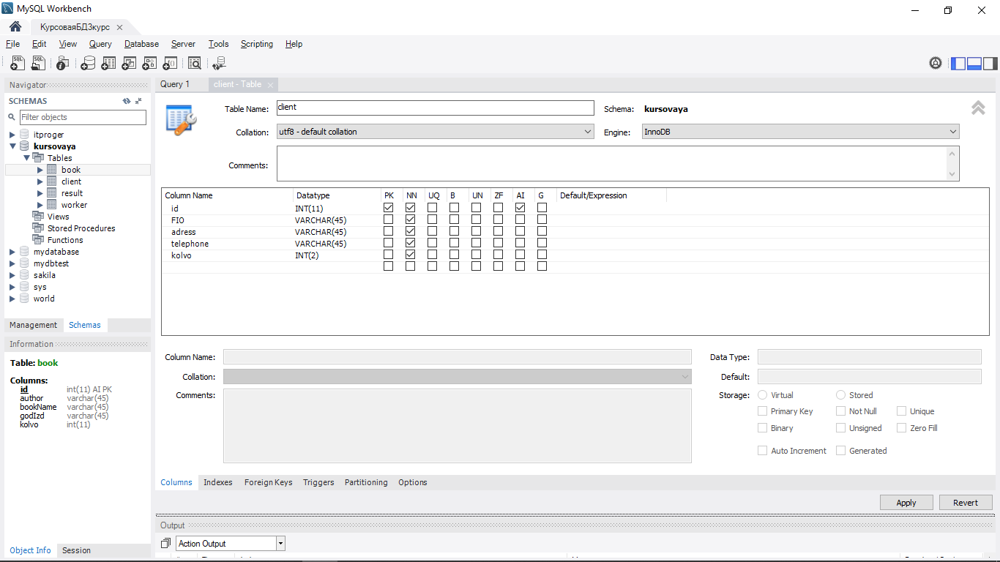 MySQL Workbench
КурсоваяБД3курс
File Edit View Query Database Server Tools Scripting Help
Navigator
SCHEMAS
Filter objects
itproger
kursovaya
Tables
book
client
result
worker
Views
Stored Procedures
Functions
mydatabase
mydbtest
sakila
sys
world
Management Schemas
Information
Table: book
Columns:
id int(11) AI PK
author varchar(45)
bookName varchar(45)
godIzd varchar(45)
kolvo int(11)
Object Info Session
Query 1 client - Table
Table Name: client Schema: kursovaya
Collation: utf8 - default collation Engine: InnoDB
Comments:
Column Name Datatype PK NN UQ B UN ZF AI G Default/Expression
id INT(11)
FIO VARCHAR(45)
adress VARCHAR(45)
telephone VARCHAR(45)
kolvo INT(2)
Column Name: Data Type:
Collation: Default:
Comments: Storage: Virtual Stored
Primary Key Not Null Unique
Binary Unsigned Zero Fill
Auto Increment Generated
Columns Indexes Foreign Keys Triggers Partitioning Options
Apply Revert
Output
Action Output